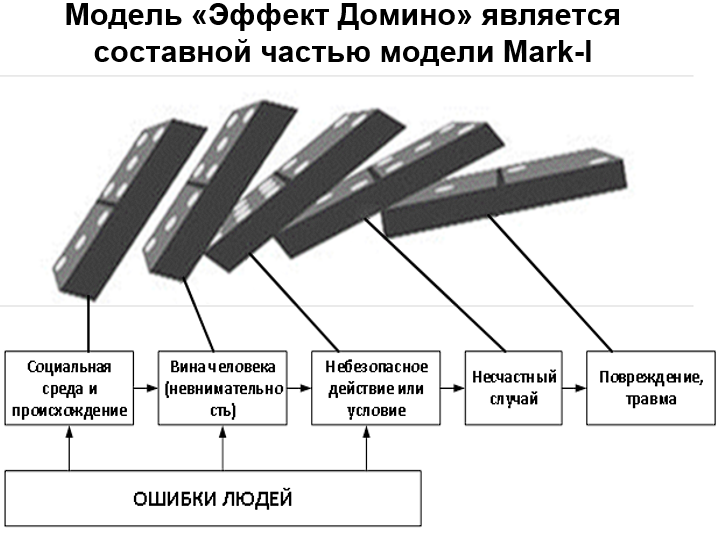 Модель «Эффект Домино» является
составной частью модели Mark-I
Социальная
среда и
происхождение
Вина человека
(невнимательно
сть)
Небезопасное
действие или
условие
Несчастный
случай
Повреждение,
травма
ОШИБКИ ЛЮДЕЙ